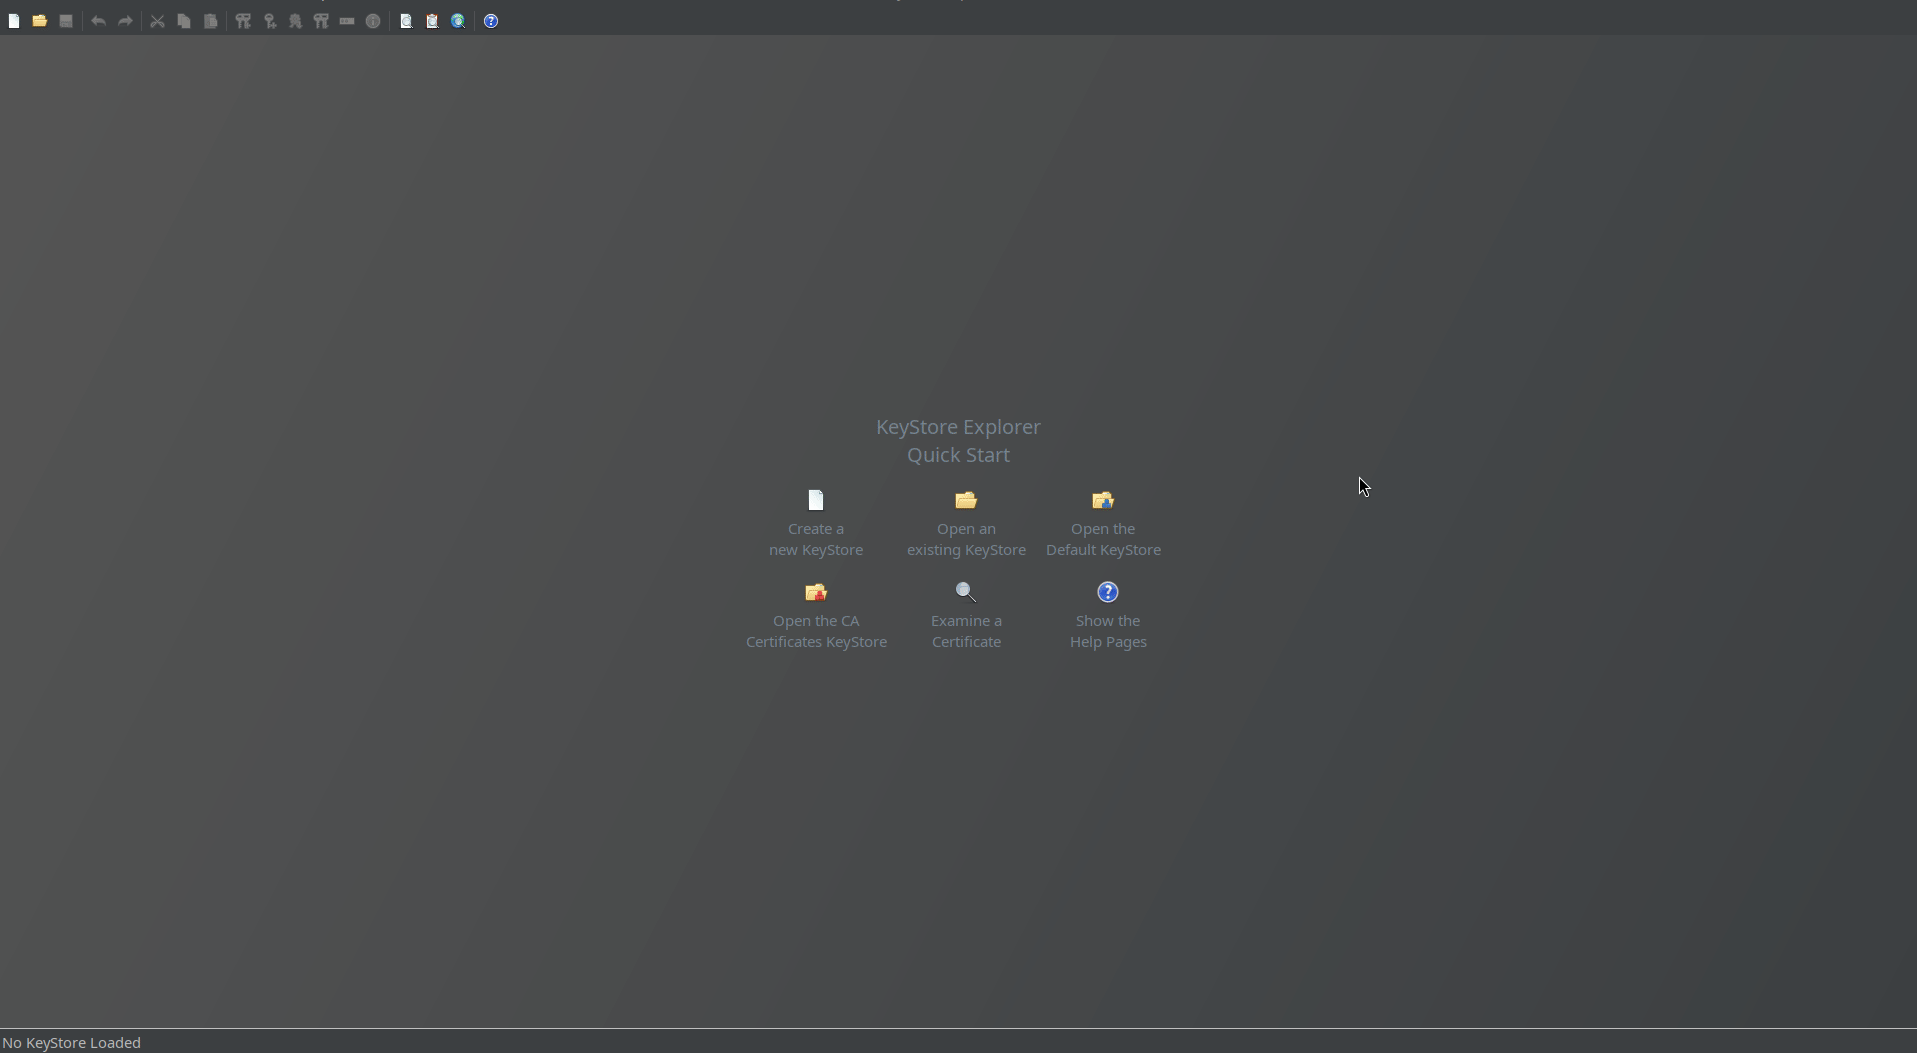 KeyStore Explorer
Quick Start
Create a
new KeyStore
Open an
existing KeyStore
Open the
Default KeyStore
Open the CA
Certificates KeyStore
Examine a
Certificate
Show the
Help Pages
No KeyStore Loaded